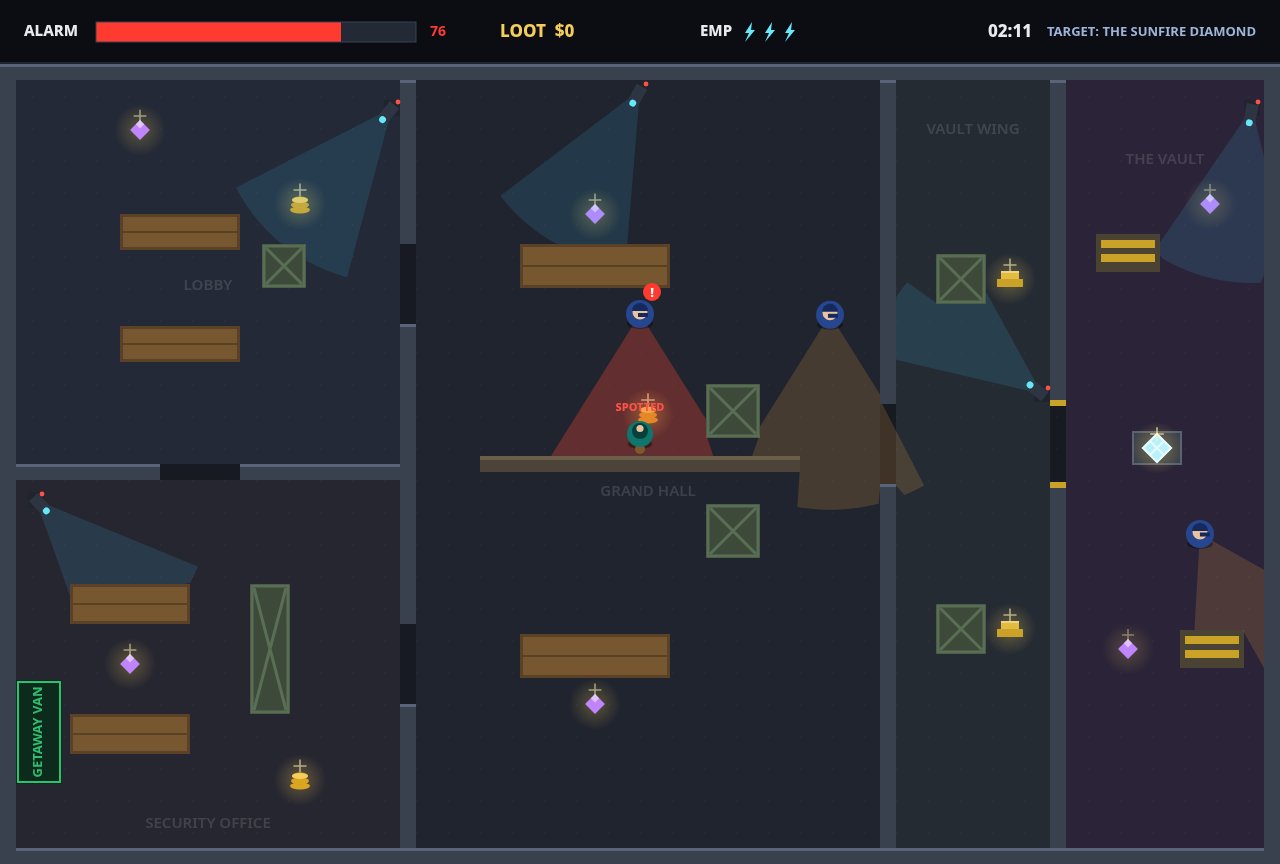 ALARM 76 LOOT $0 EMP 02:11 TARGET: THE SUNFIRE DIAMOND
VAULT WING
THE VAULT
LOBBY
!
SPOTTED
GRAND HALL
GETAWAY VAN
SECURITY OFFICE